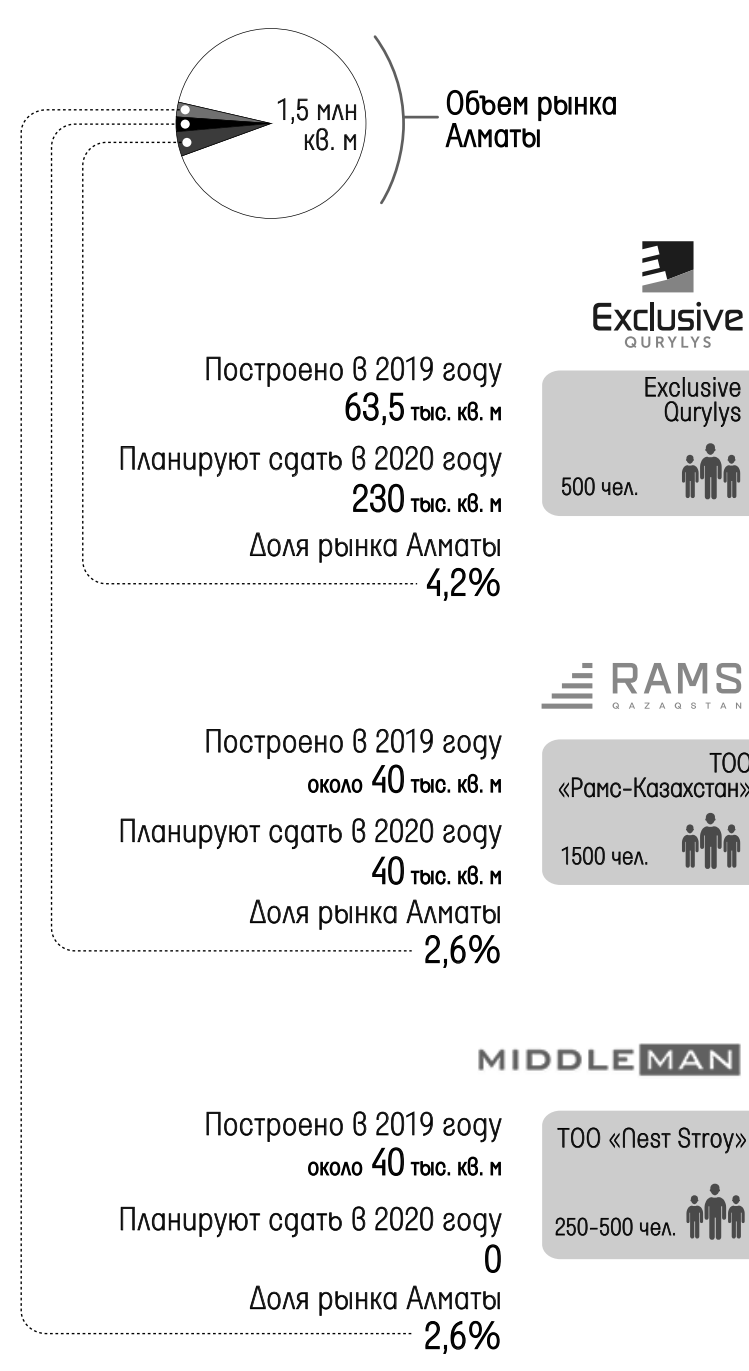 1,5 млн
кв. м
Объем рынка
Алматы
Exclusive
QURYLYS
Построено в 2019 году
63,5 тыс. кв. м
Планируют сдать в 2020 году
230 тыс. кв. м
Доля рынка Алматы
4,2%
Exclusive
Qurylys
500 чел.
RAMS
QAZAQSTAN
Построено в 2019 году
около 40 тыс. кв. м
Планируют сдать в 2020 году
40 тыс. кв. м
Доля рынка Алматы
2,6%
ТОО
«Рамс-Казахстан»
1500 чел.
MIDDLEMAN
Построено в 2019 году
около 40 тыс. кв. м
Планируют сдать в 2020 году
0
Доля рынка Алматы
2,6%
ТОО «Nest Stroy»
250-500 чел.